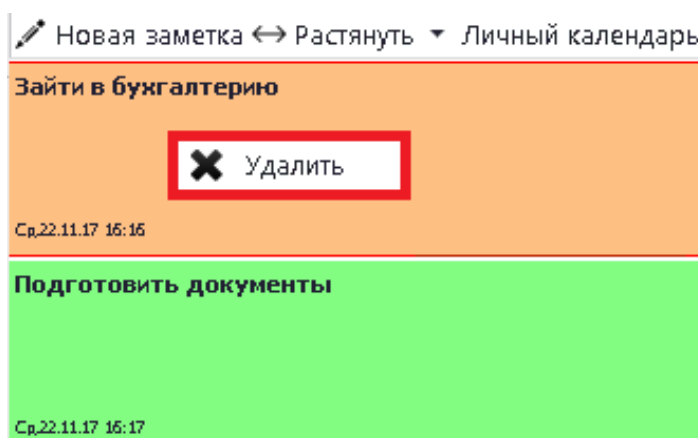 Новая заметка Растянуть Личный календарь
Зайти в бухгалтерию
Удалить
Ср,22.11.17 16:16
Подготовить документы
Ср,22.11.17 16:17